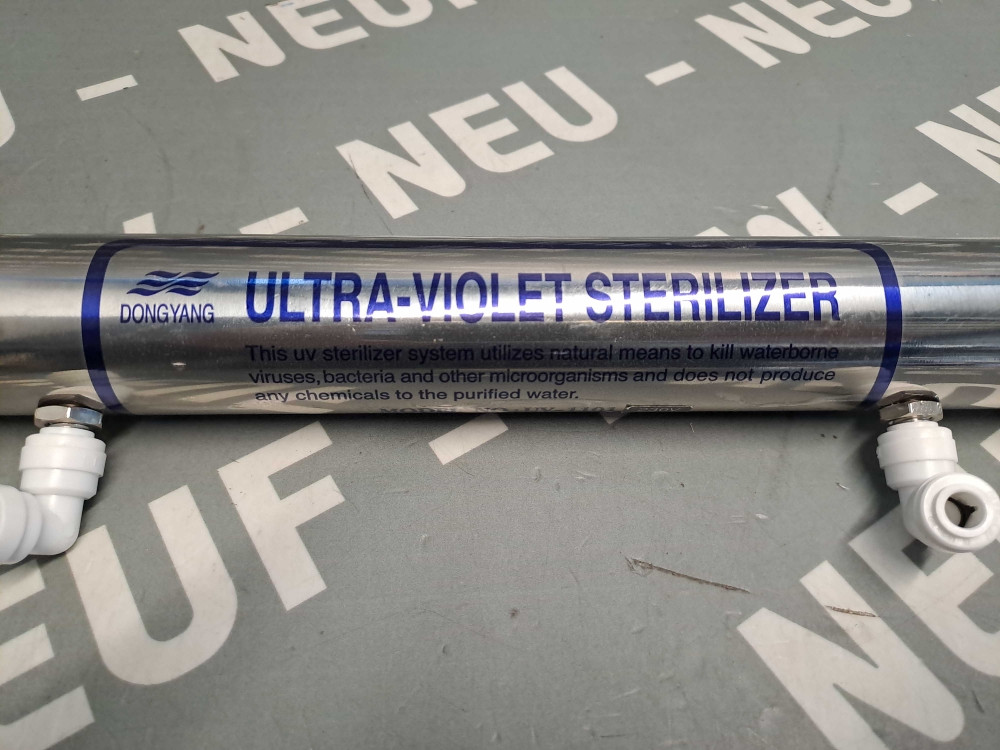 - NEUF
- NEU - NEU
NEU -
DONGYANG
ULTRA-VIOLET STERILIZER
This uv sterilizer system utilizes natural means to kill waterborne
viruses, bacteria and other microorganisms and does not produce
any chemicals to the purified water.
NEUF -